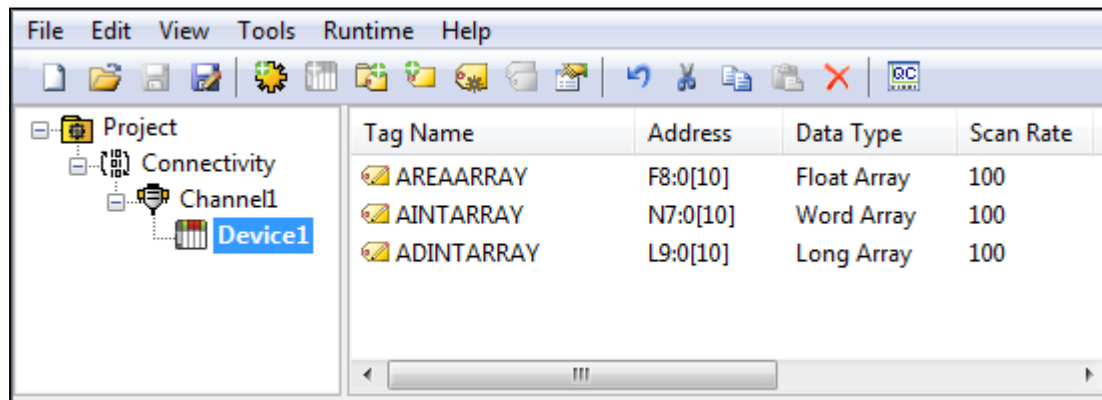 File Edit View Tools Runtime Help
QC
Project
Connectivity
Channel1
Device1
Tag Name Address Data Type Scan Rate
AREAARRAY F8:0[10] Float Array 100
AINTARRAY N7:0[10] Word Array 100
ADINTARRAY L9:0[10] Long Array 100